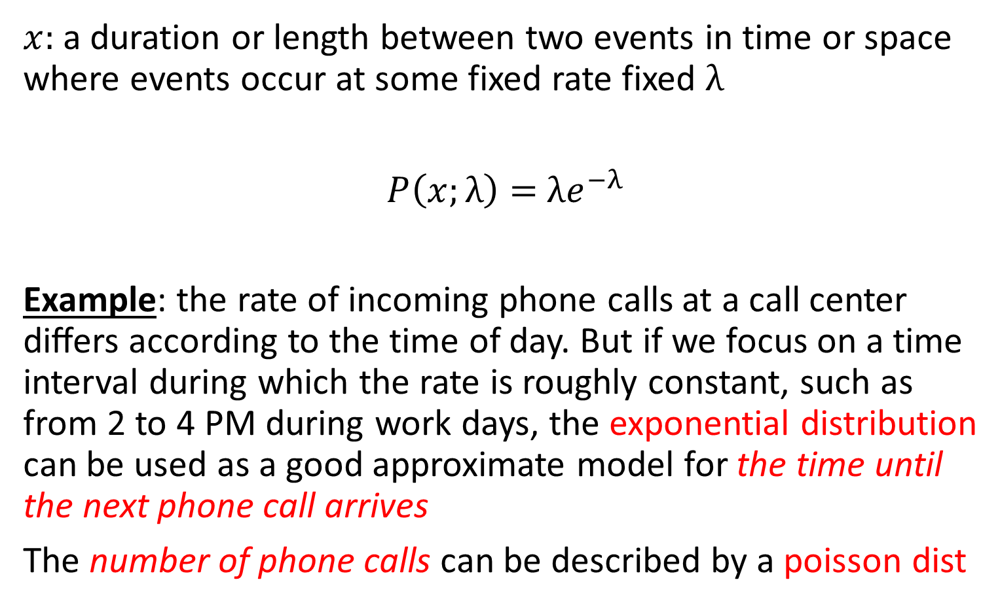 x: a duration or length between two events in time or space
where events occur at some fixed rate fixed λ
P(x; λ) = λe^{−λ}
Example: the rate of incoming phone calls at a call center
differs according to the time of day. But if we focus on a time
interval during which the rate is roughly constant, such as
from 2 to 4 PM during work days, the exponential distribution
can be used as a good approximate model for the time until
the next phone call arrives
The number of phone calls can be described by a poisson dist